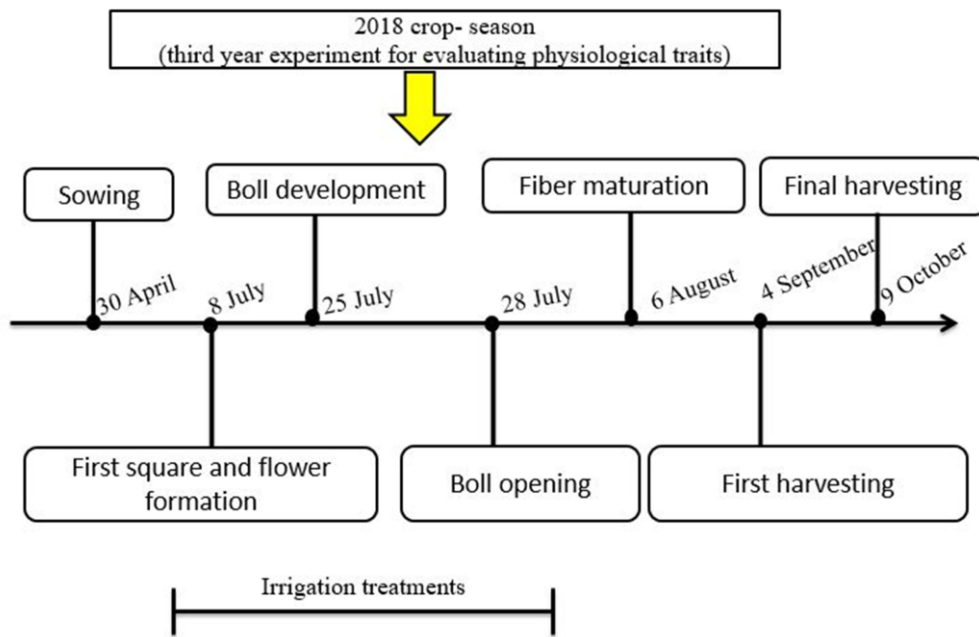 2018 crop- season
(third year experiment for evaluating physiological traits)
Sowing
Boll development
Fiber maturation
Final harvesting
30 April
8 July
25 July
28 July
6 August
4 September
9 October
First square and flower
formation
Boll opening
First harvesting
Irrigation treatments